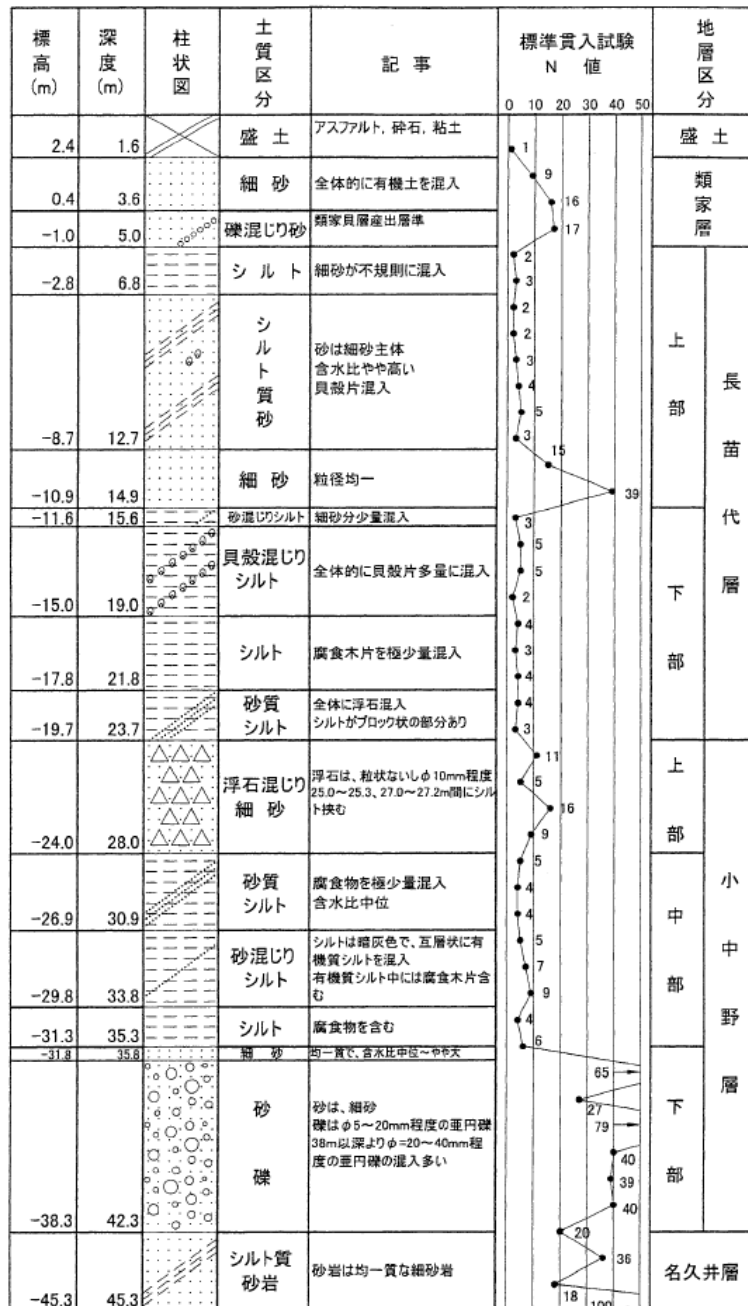 標高(m) 深度(m) 柱状図 土質区分 記事 標準貫入試験 N 値 地層区分
0 10 20 30 40 50
2.4 1.6 盛土 アスファルト, 砕石, 粘土 1 盛土
0.4 3.6 細砂 全体的に有機土を混入 9 16 類家層
-1.0 5.0 礫混じり砂 類家貝層産出層準 17
-2.8 6.8 シルト 細砂が不規則に混入 2 3 上部 長苗代層
-8.7 12.7 シルト質砂 砂は細砂主体
含水比やや高い
貝殻片混入
2 2 3 4 5 3
-10.9 14.9 細砂 粒径均一 15 39
-11.6 15.6 砂混じりシルト 細砂分少量混入 3 下部
-15.0 19.0 貝殻混じりシルト 全体的に貝殻片多量に混入 5 5 2
-17.8 21.8 シルト 腐食木片を極少量混入 4 3 4
-19.7 23.7 砂質シルト 全体に浮石混入
シルトがブロック状の部分あり
4 3
-24.0 28.0 浮石混じり細砂 浮石は、粒状ないしφ10mm程度
25.0~25.3、27.0~27.2m間にシル
ト挟む
11 5 16 9 上部 小中野層
-26.9 30.9 砂質シルト 腐食物を極少量混入
含水比中位
5 4 4 中部
-29.8 33.8 砂混じりシルト シルトは暗灰色で、互層状に有
機質シルトを混入
有機質シルト中には腐食木片含
む
5 7 9
-31.3 35.3 シルト 腐食物を含む 4 6
-31.8 35.8 細砂 均一質で、含水比中位~やや大 下部
-38.3 42.3 砂礫 砂は、細砂
礫はφ5~20mm程度の亜円礫
38m以深よりφ=20~40mm程
度の亜円礫の混入多い
65 27 79 40 39 40
-45.3 45.3 シルト質砂岩 砂岩は均一質な細砂岩 20 36 18 名久井層